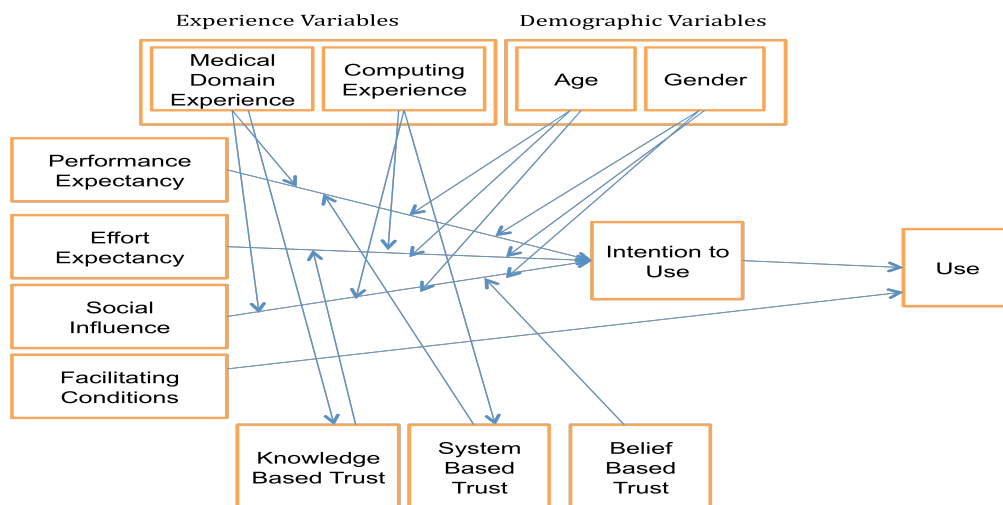 Experience Variables
Demographic Variables
Medical
Domain
Experience
Computing
Experience
Age
Gender
Performance
Expectancy
Effort
Expectancy
Social
Influence
Facilitating
Conditions
Intention to
Use
Use
Knowledge
Based Trust
System
Based
Trust
Belief
Based
Trust